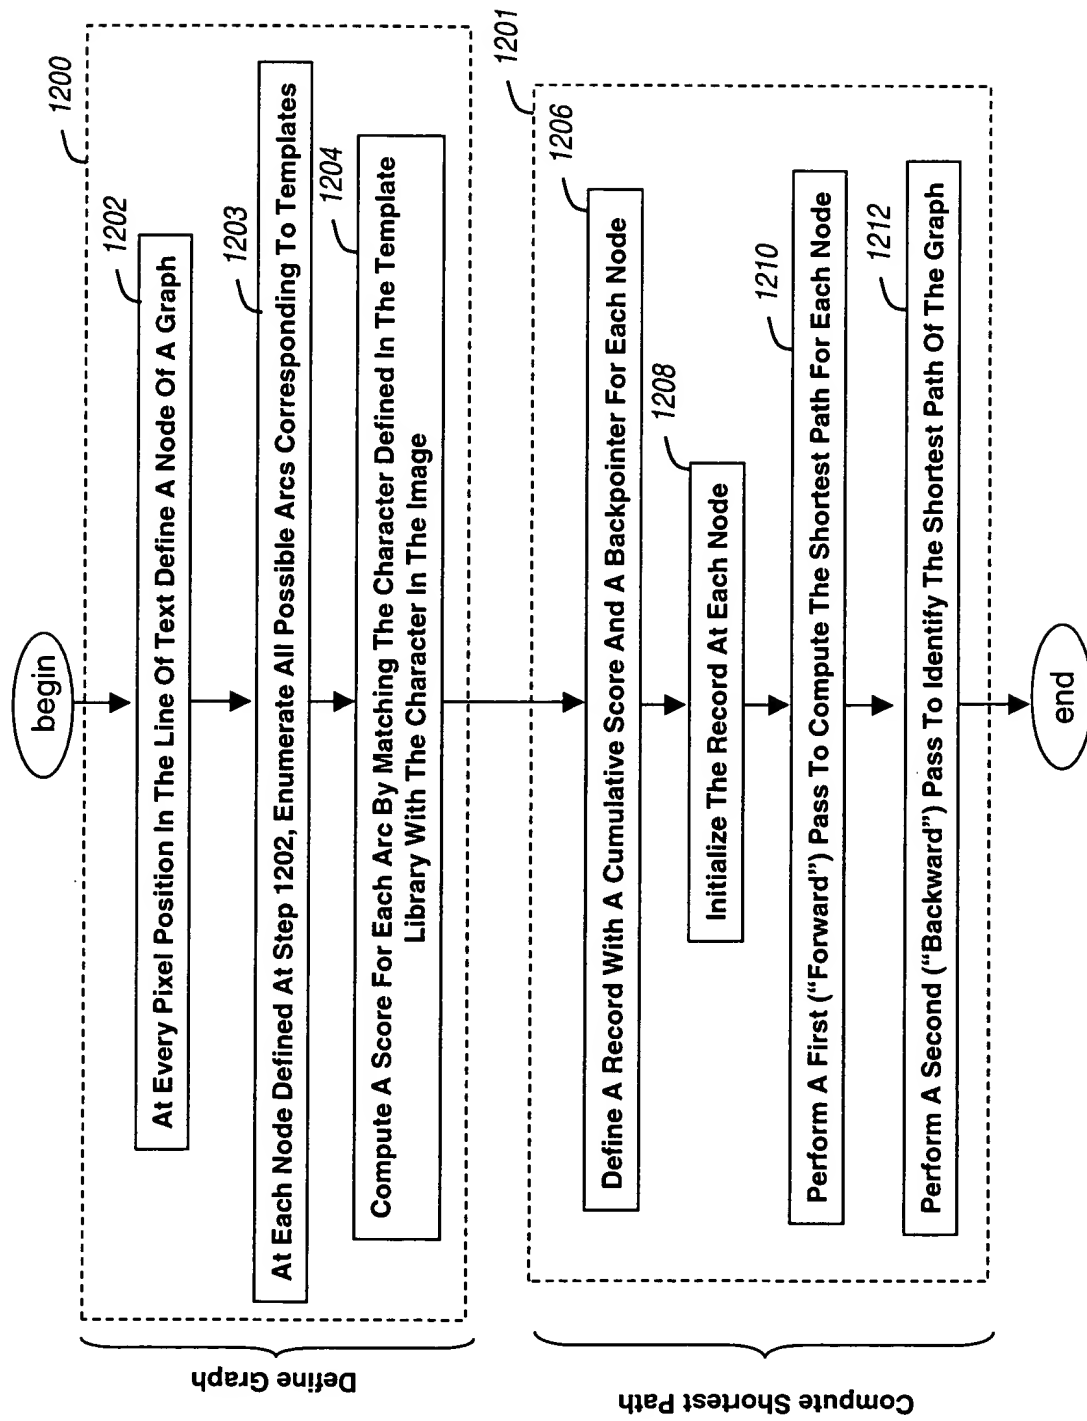 begin
1200
1202
At Every Pixel Position In The Line Of Text Define A Node Of A Graph
1203
At Each Node Defined At Step 1202, Enumerate All Possible Arcs Corresponding To Templates
1204
Compute A Score For Each Arc By Matching The Character Defined In The Template
Library With The Character In The Image
Define Graph
1201
1206
Define A Record With A Cumulative Score And A Backpointer For Each Node
1208
Initialize The Record At Each Node
1210
Perform A First (“Forward”) Pass To Compute The Shortest Path For Each Node
1212
Perform A Second (“Backward”) Pass To Identify The Shortest Path Of The Graph
Compute Shortest Path
end